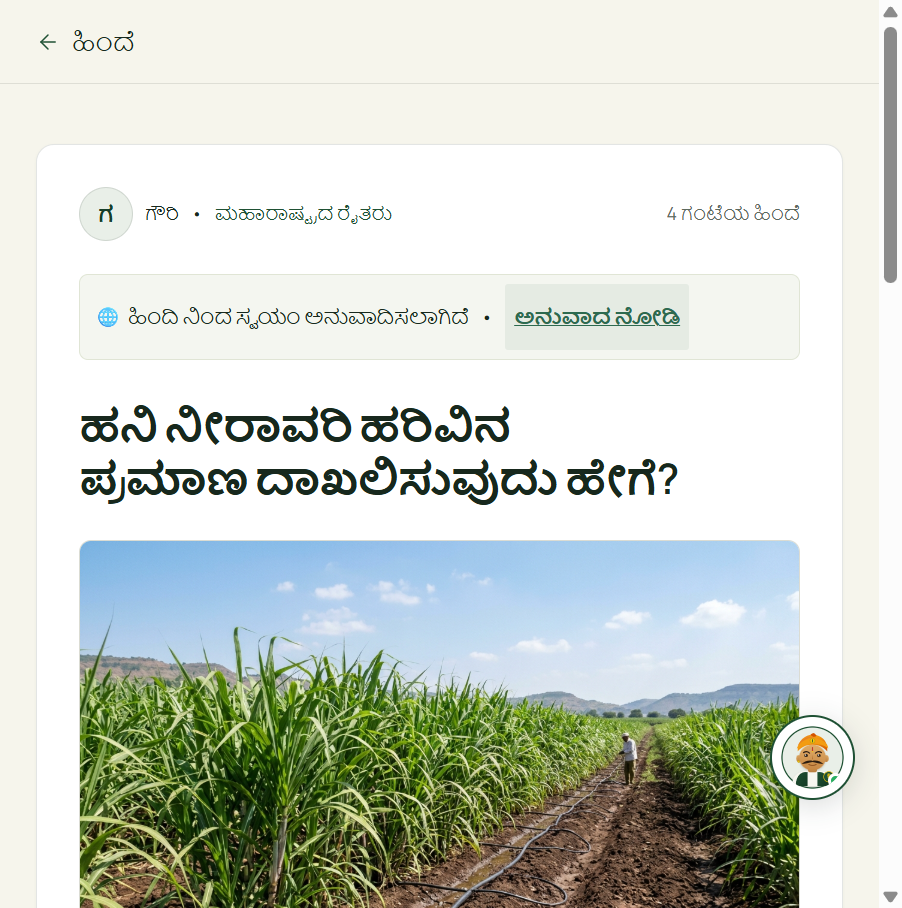 ← ಹಿಂದೆ
ಗ ಗೌರಿ • ಮಹಾರಾಷ್ಟ್ರದ ರೈತರು 4 ಗಂಟೆಯ ಹಿಂದೆ
🌐 ಹಿಂದಿ ನಿಂದ ಸ್ವಯಂ ಅನುವಾದಿಸಲಾಗಿದೆ • ಅನುವಾದ ನೋಡಿ
ಹನಿ ನೀರಾವರಿ ಹರಿವಿನ
ಪ್ರಮಾಣ ದಾಖಲಿಸುವುದು ಹೇಗೆ?